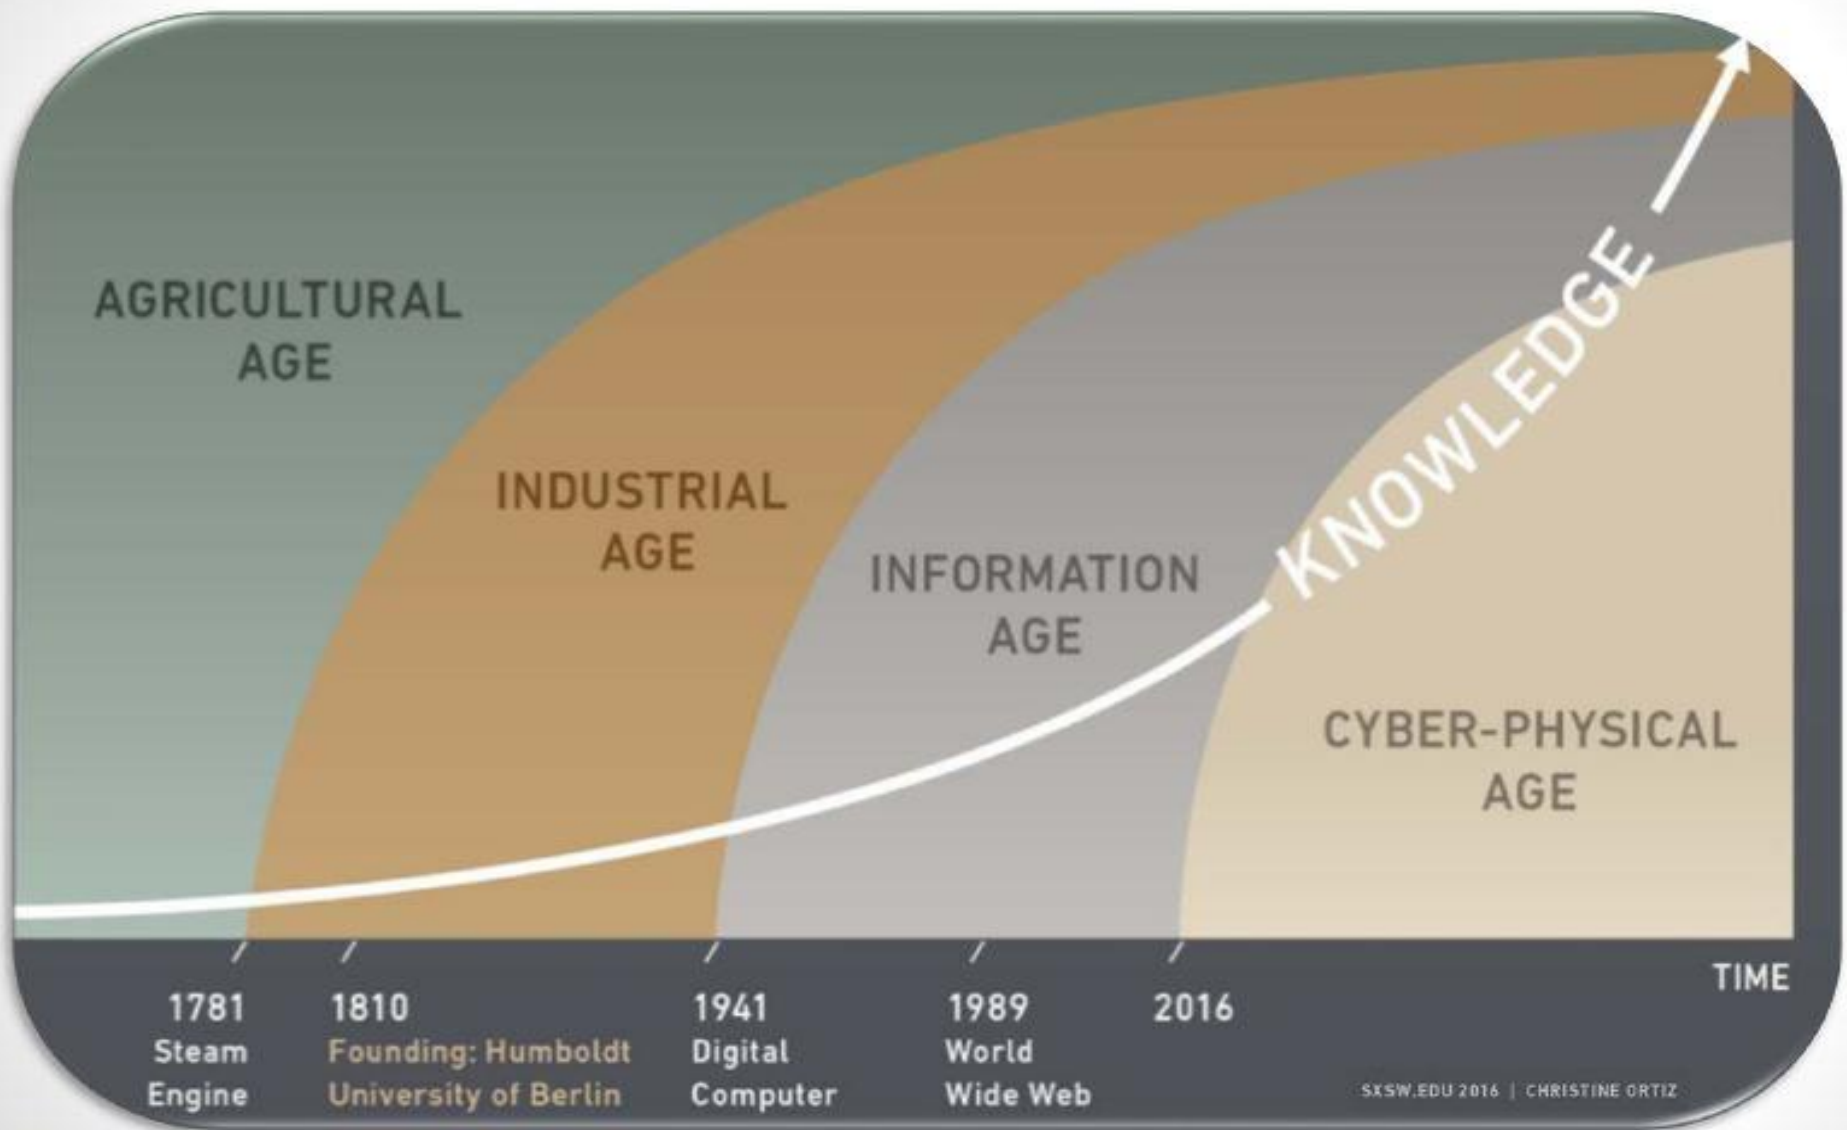 AGRICULTURAL
AGE
INDUSTRIAL
AGE
INFORMATION
AGE
KNOWLEDGE
CYBER-PHYSICAL
AGE
TIME
1781
Steam
Engine
1810
Founding: Humboldt
University of Berlin
1941
Digital
Computer
1989
World
Wide Web
2016
SXSW.EDU 2016 | CHRISTINE ORTIZ